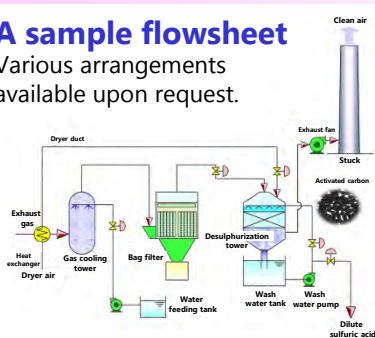 A sample flowsheet
Various arrangements
available upon request.
Clean air
Dryer duct
Exhaust fan
Stuck
Activated carbon
Exhaust
gas
Heat
exchanger
Dryer air
Gas cooling
tower
Bag filter
Desulphurization
tower
Water
feeding tank
Wash
water tank
Wash
water pump
Dilute
sulfuric acid